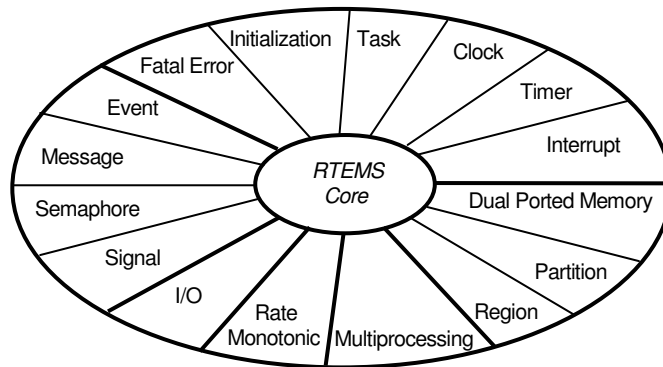 Initialization
Task
Clock
Fatal Error
Timer
Event
Interrupt
Message
RTEMS
Core
Dual Ported Memory
Semaphore
Signal
Partition
I/O
Rate
Monotonic
Multiprocessing
Region